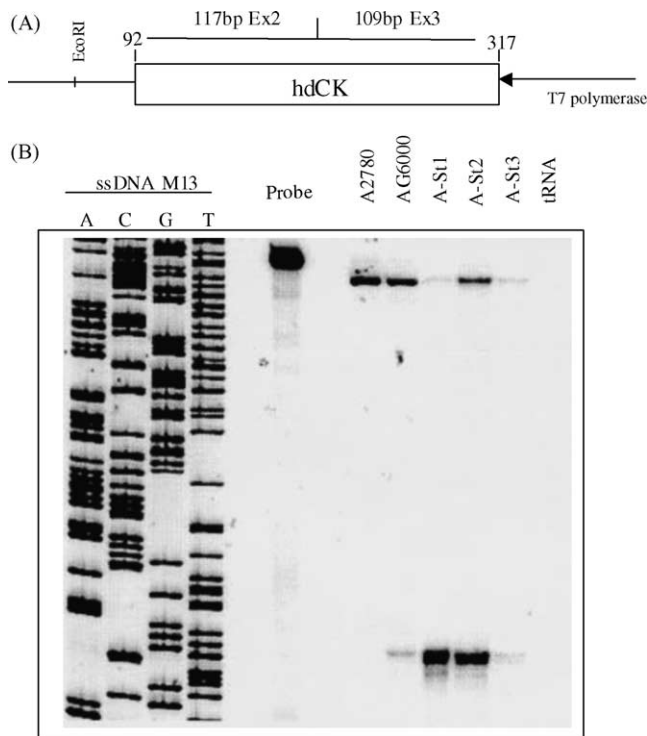 (A)
117bp Ex2 109bp Ex3
EcoRI
92 317
hdCK
T7 polymerase
(B)
ssDNA M13
Probe
A2780
AG6000
A-St1
A-St2
A-St3
tRNA
A C G T